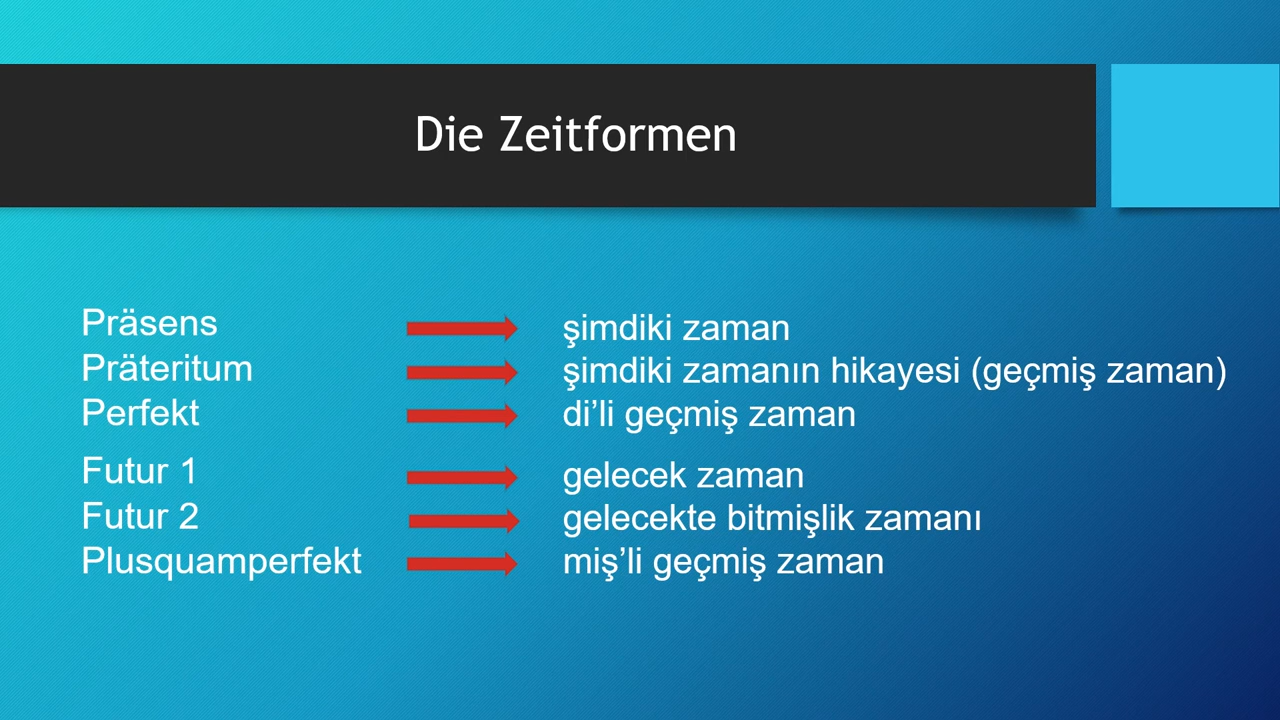 Die Zeitformen
Präsens şimdiki zaman
Präteritum şimdiki zamanın hikayesi (geçmiş zaman)
Perfekt di’li geçmiş zaman
Futur 1 gelecek zaman
Futur 2 gelecekte bitmişlik zamanı
Plusquamperfekt miş’li geçmiş zaman